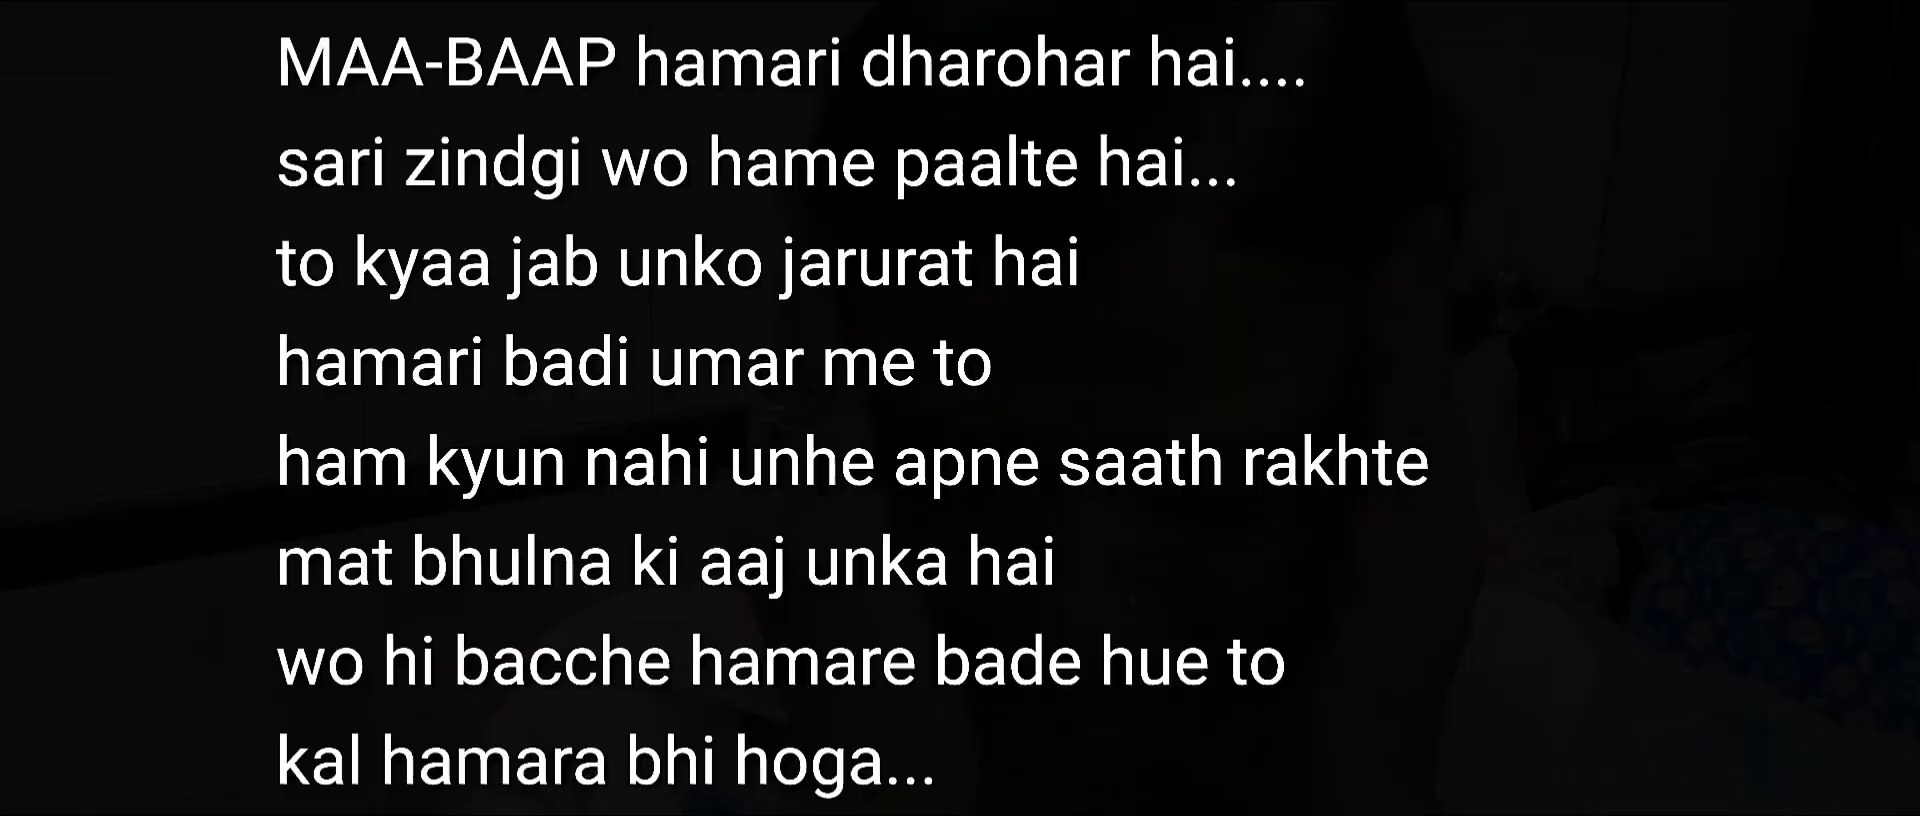 MAA-BAAP hamari dharohar hai....
sari zindgi wo hame paalte hai...
to kyaa jab unko jarurat hai
hamari badi umar me to
ham kyun nahi unhe apne saath rakhte
mat bhulna ki aaj unka hai
wo hi bacche hamare bade hue to
kal hamara bhi hoga...